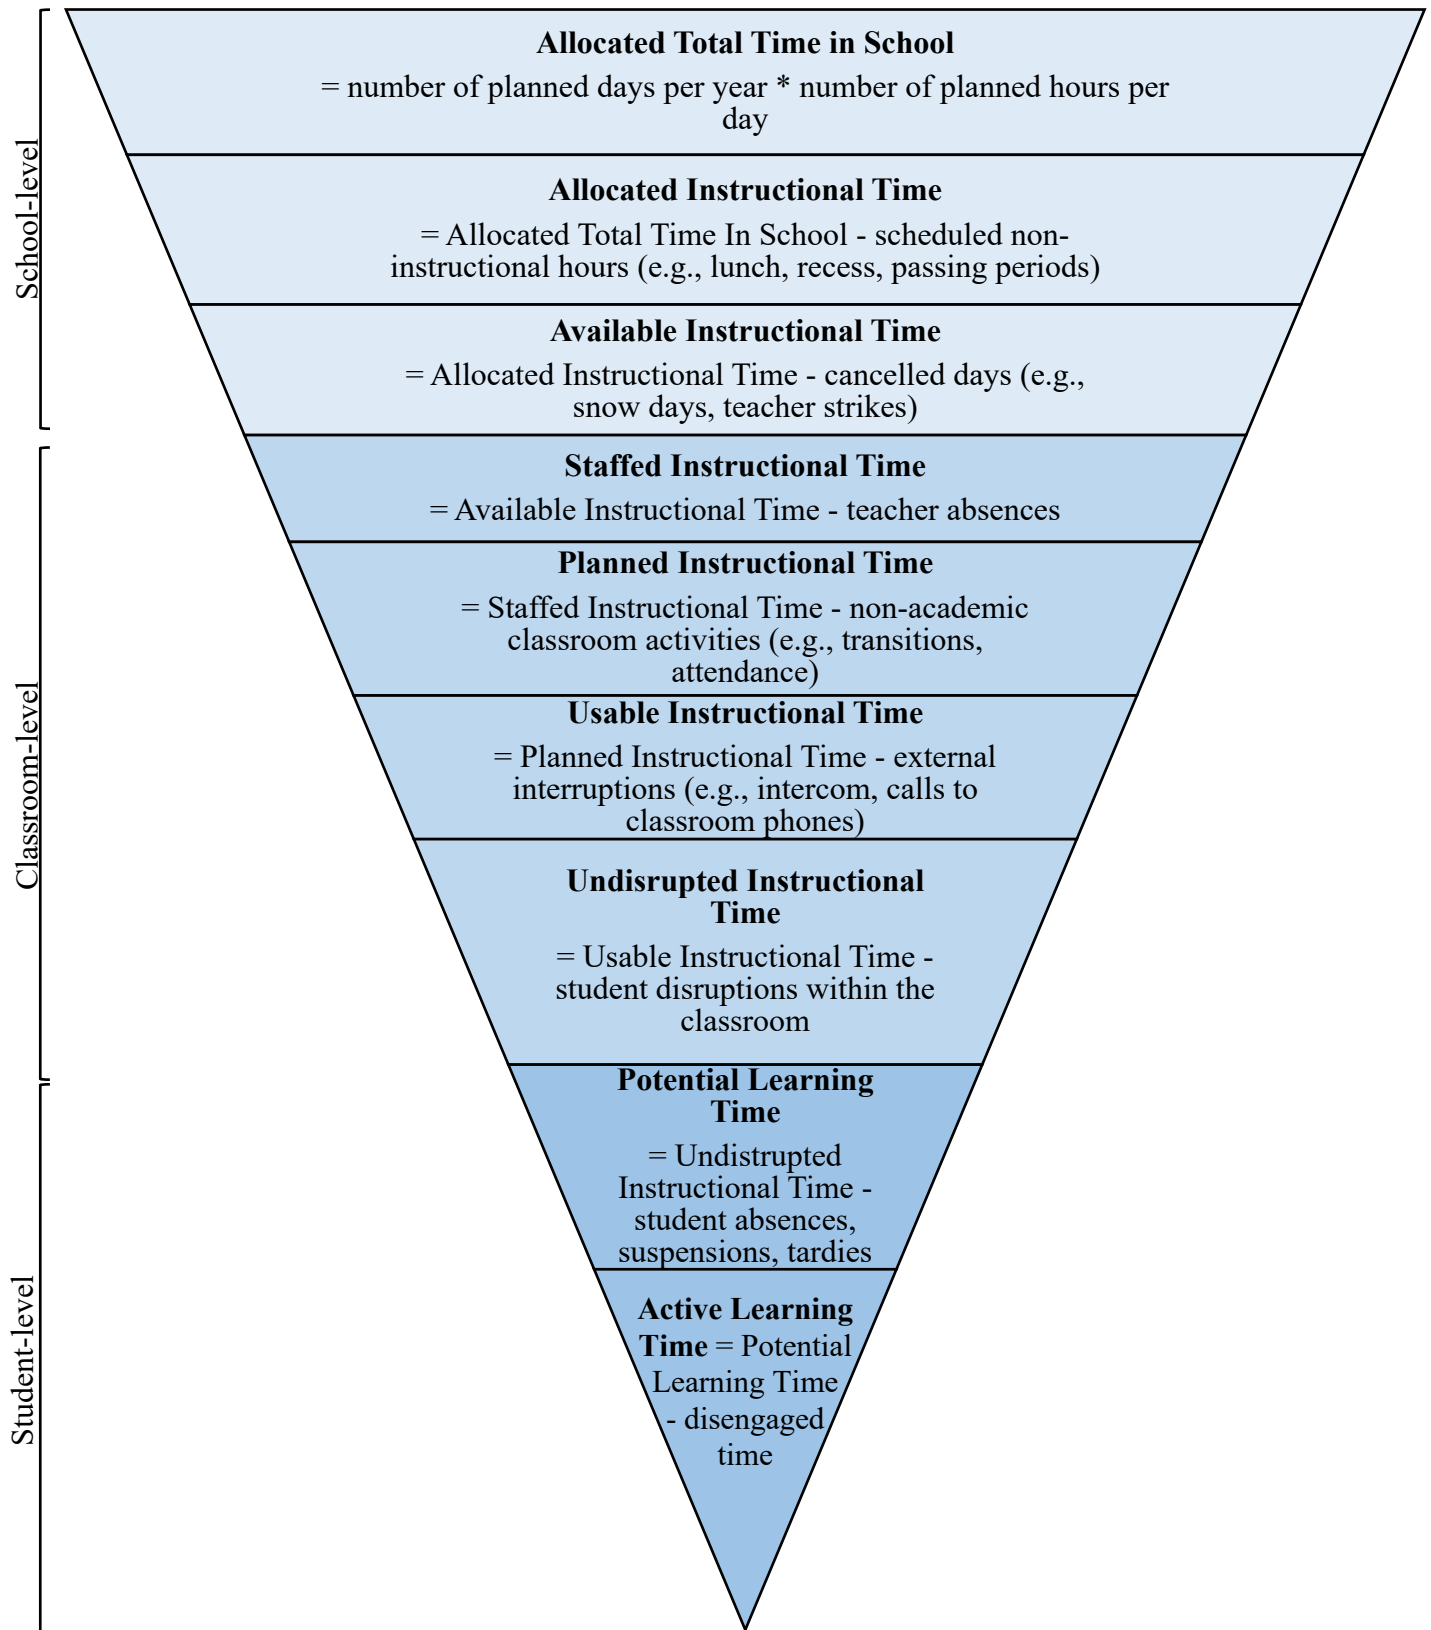 School-level
Allocated Total Time in School
= number of planned days per year * number of planned hours per
day
Allocated Instructional Time
= Allocated Total Time In School - scheduled non-
instructional hours (e.g., lunch, recess, passing periods)
Available Instructional Time
= Allocated Instructional Time - cancelled days (e.g.,
snow days, teacher strikes)
Classroom-level
Staffed Instructional Time
= Available Instructional Time - teacher absences
Planned Instructional Time
= Staffed Instructional Time - non-academic
classroom activities (e.g., transitions,
attendance)
Usable Instructional Time
= Planned Instructional Time - external
interruptions (e.g., intercom, calls to
classroom phones)
Undisrupted Instructional
Time
= Usable Instructional Time -
student disruptions within the
classroom
Student-level
Potential Learning
Time
= Undistrupted
Instructional Time -
student absences,
suspensions, tardies
Active Learning
Time = Potential
Learning Time
- disengaged
time